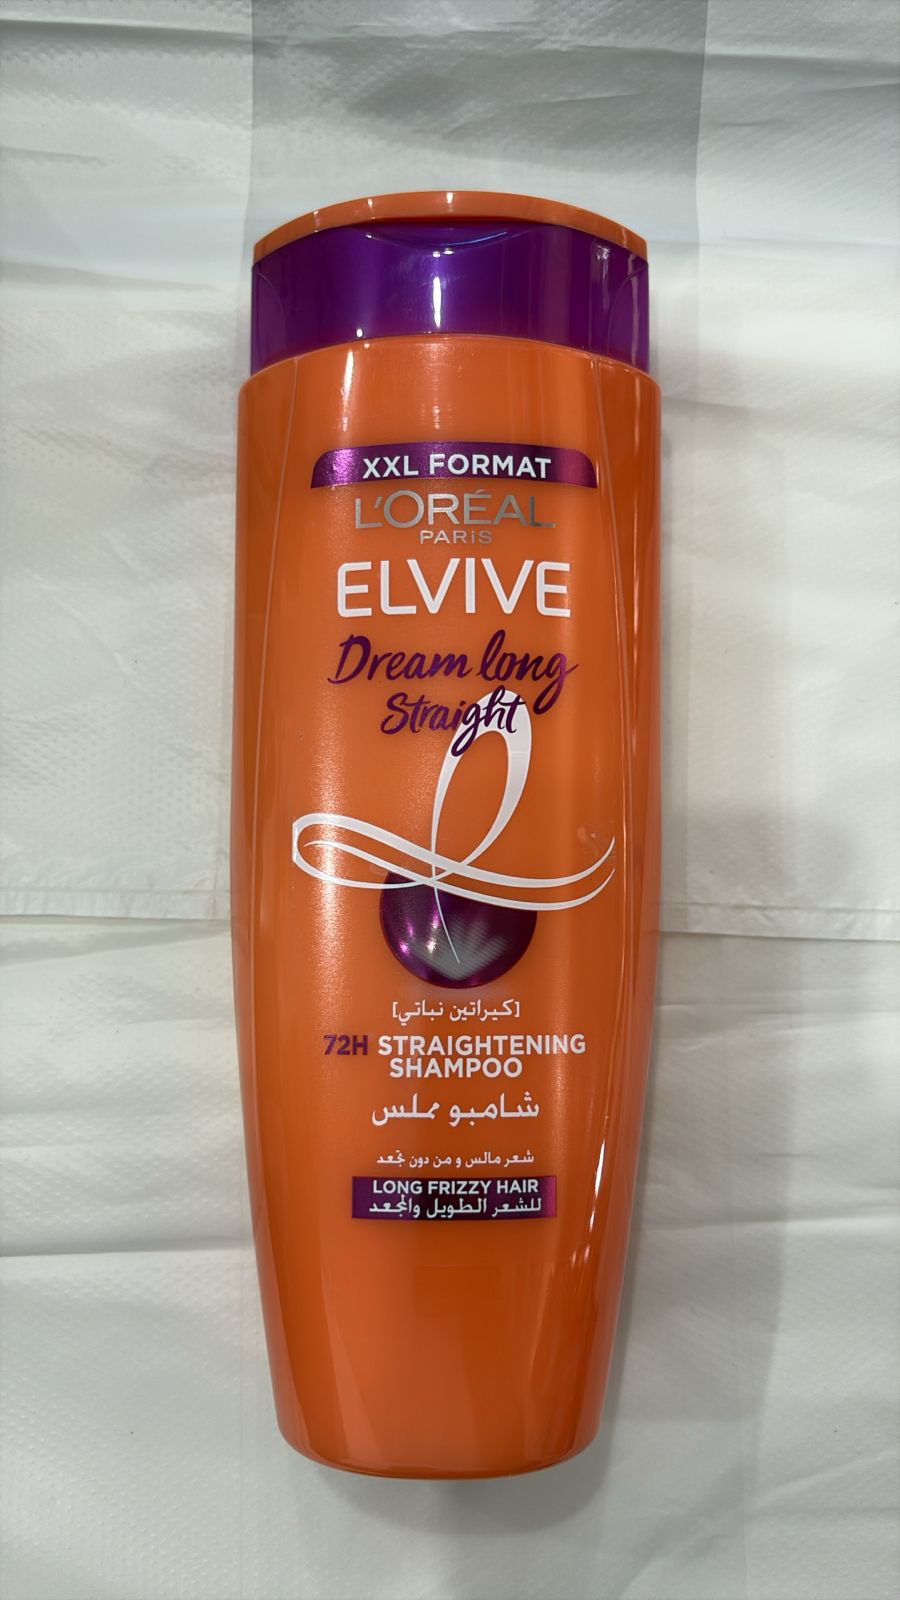 XXL FORMAT
L'ORÉAL
PARIS
ELVIVE
Dream long
Straight
[كيراتين نباتي]
72H STRAIGHTENING
SHAMPOO
شامبو مملس
شعر مالس و من دون تجعد
LONG FRIZZY HAIR
للشعر الطويل والمجعد